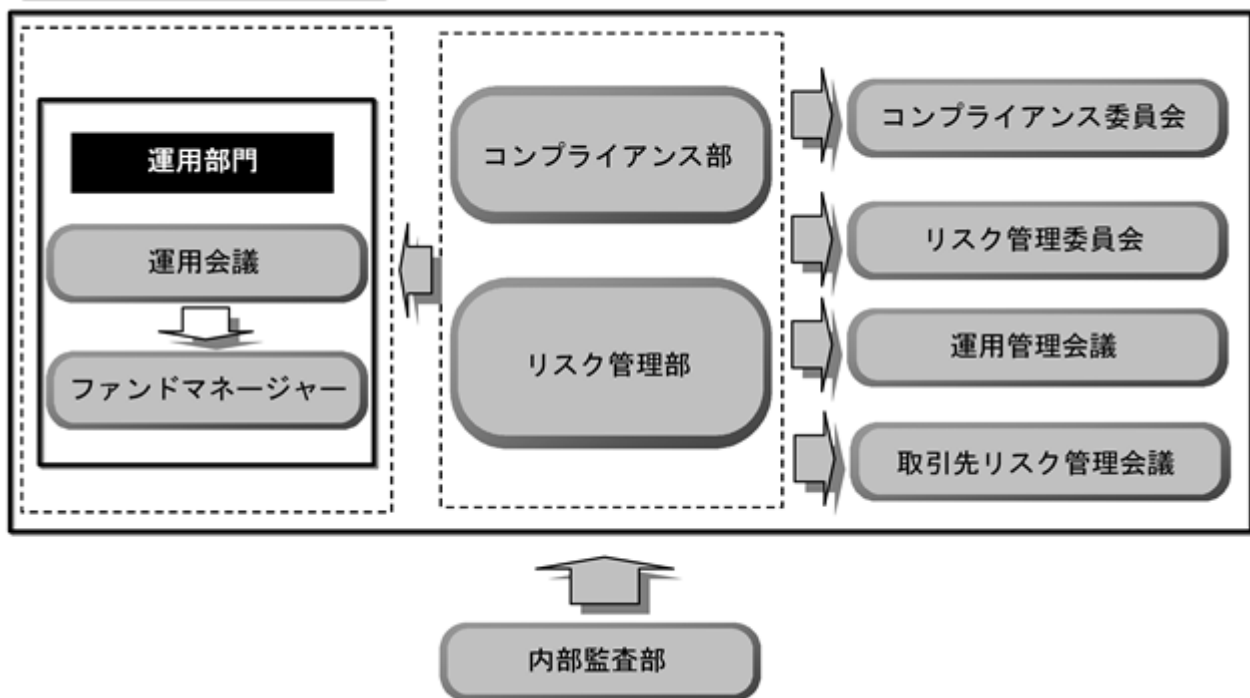 運用部門
運用会議
ファンドマネージャー
コンプライアンス部
リスク管理部
コンプライアンス委員会
リスク管理委員会
運用管理会議
取引先リスク管理会議
内部監査部